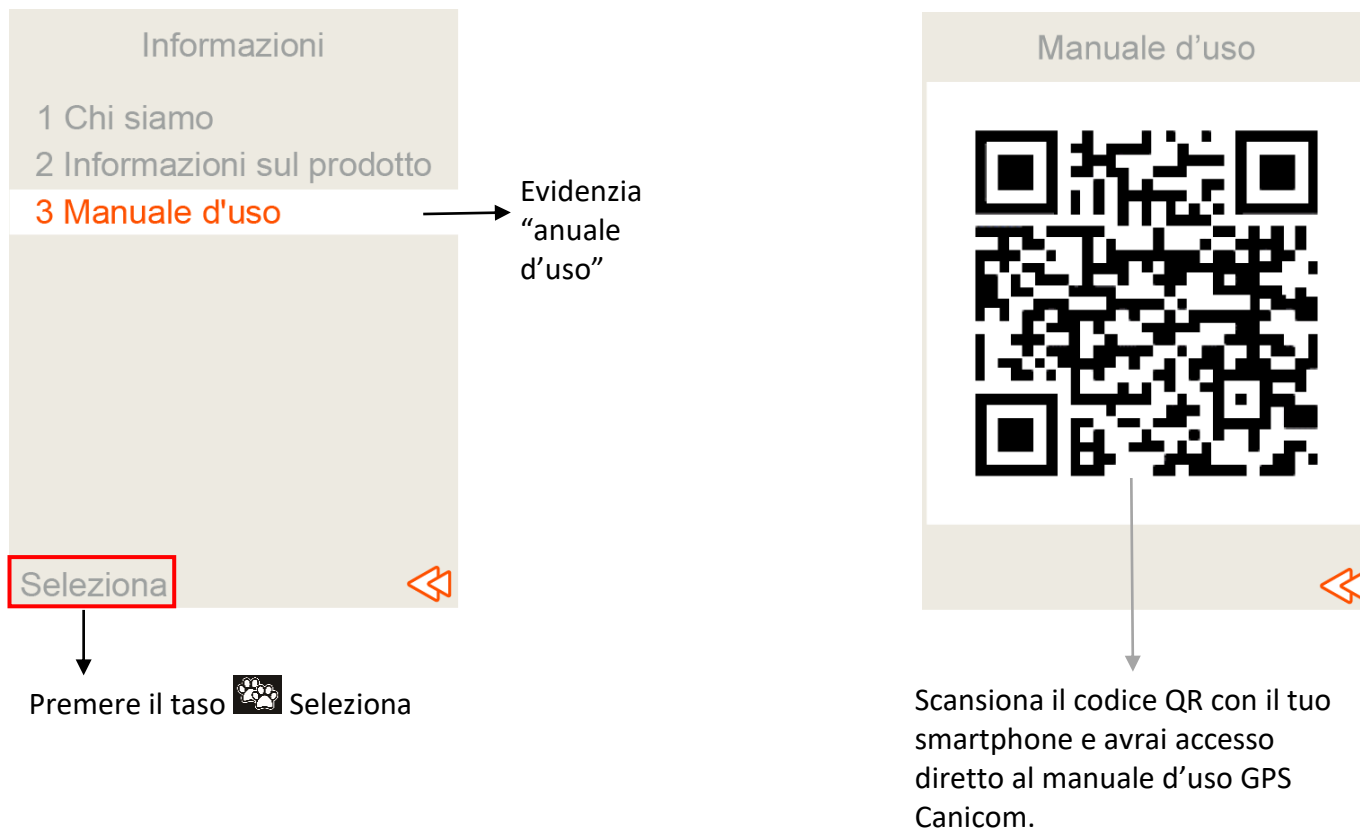 Informazioni
1 Chi siamo
2 Informazioni sul prodotto
3 Manuale d'uso
Evidenzia
“anuale
d’uso”
Seleziona
Premere il taso Seleziona
Manuale d’uso
Scansiona il codice QR con il tuo
smartphone e avrai accesso
diretto al manuale d’uso GPS
Canicom.